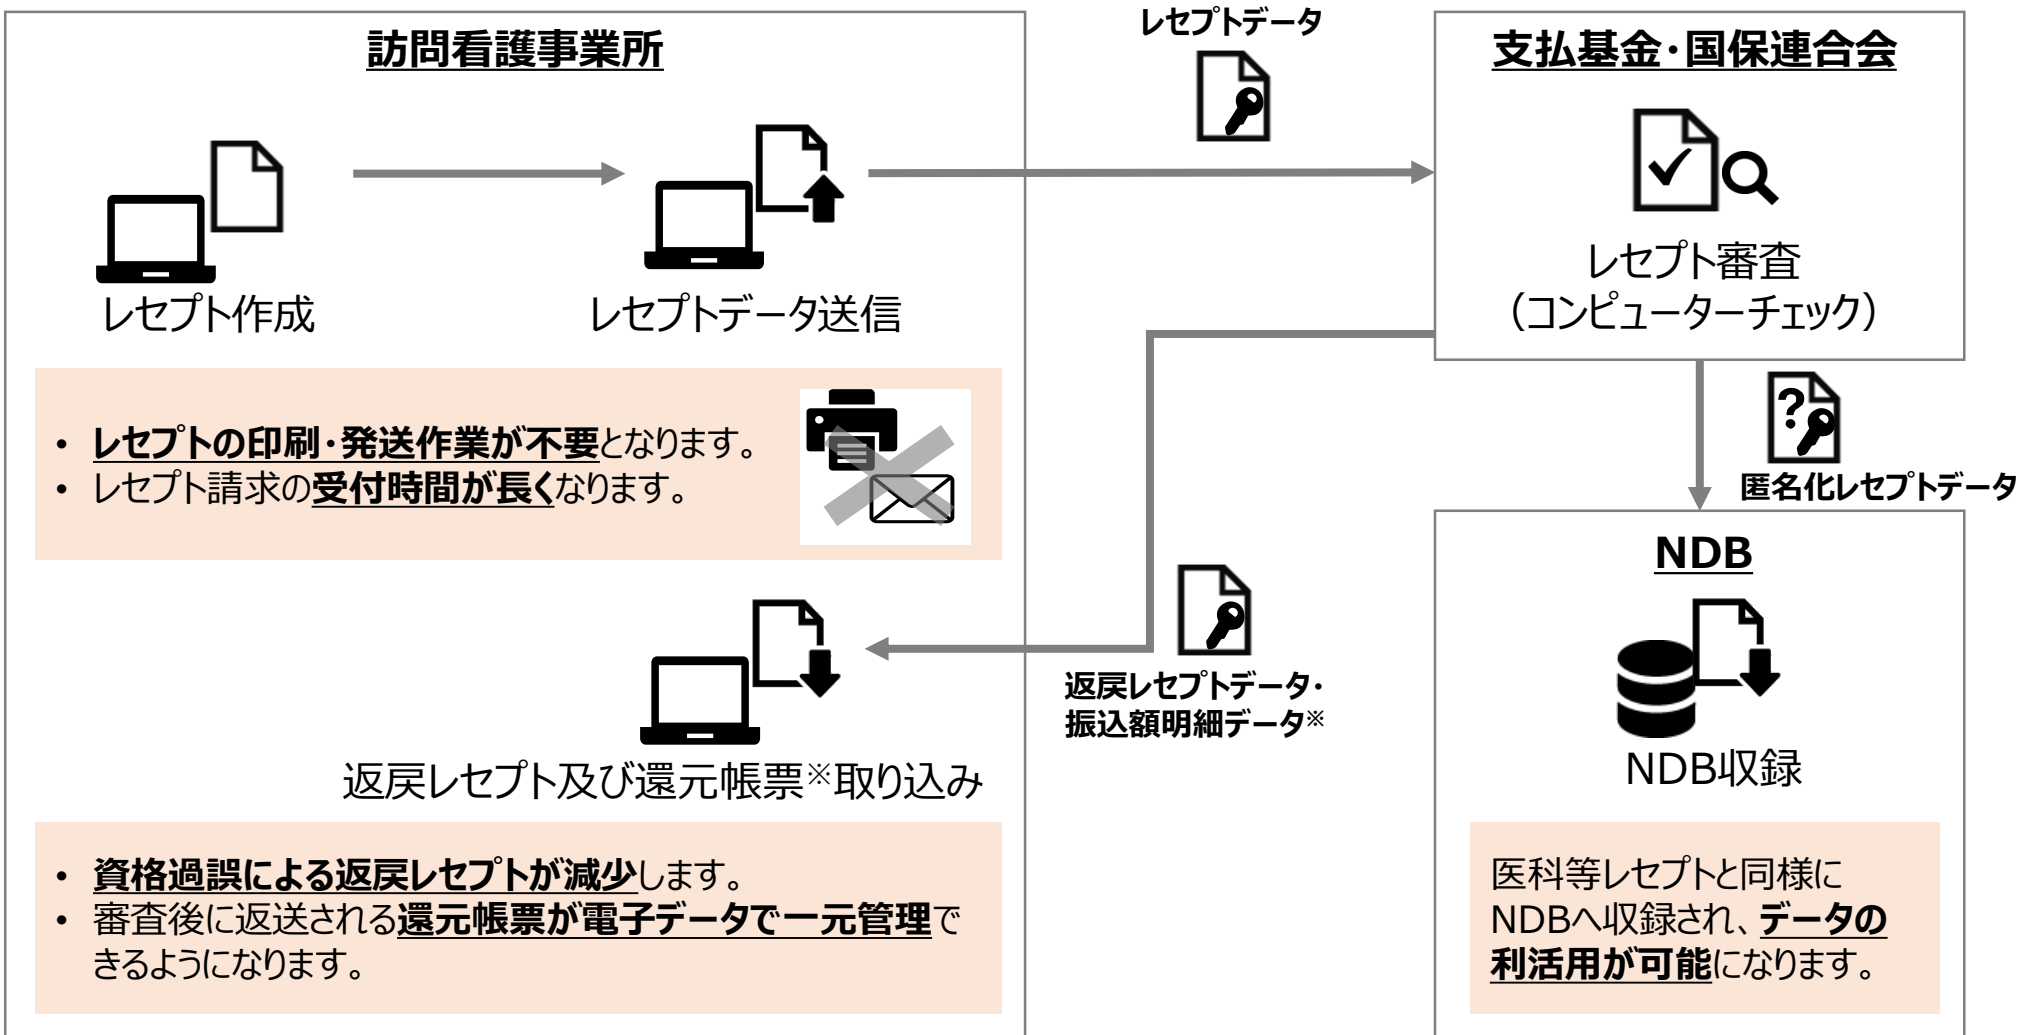 訪問看護事業所
レセプト作成
レセプトデータ送信
• レセプトの印刷・発送作業が不要となります。
• レセプト請求の受付時間が長くなります。
返戻レセプト及び還元帳票※取り込み
• 資格過誤による返戻レセプトが減少します。
• 審査後に返送される還元帳票が電子データで一元管理で
きるようになります。
レセプトデータ
返戻レセプトデータ・
振込額明細データ※
支払基金・国保連合会
レセプト審査
（コンピューターチェック）
?
匿名化レセプトデータ
NDB
NDB収録
医科等レセプトと同様に
NDBへ収録され、データの
利活用が可能になります。